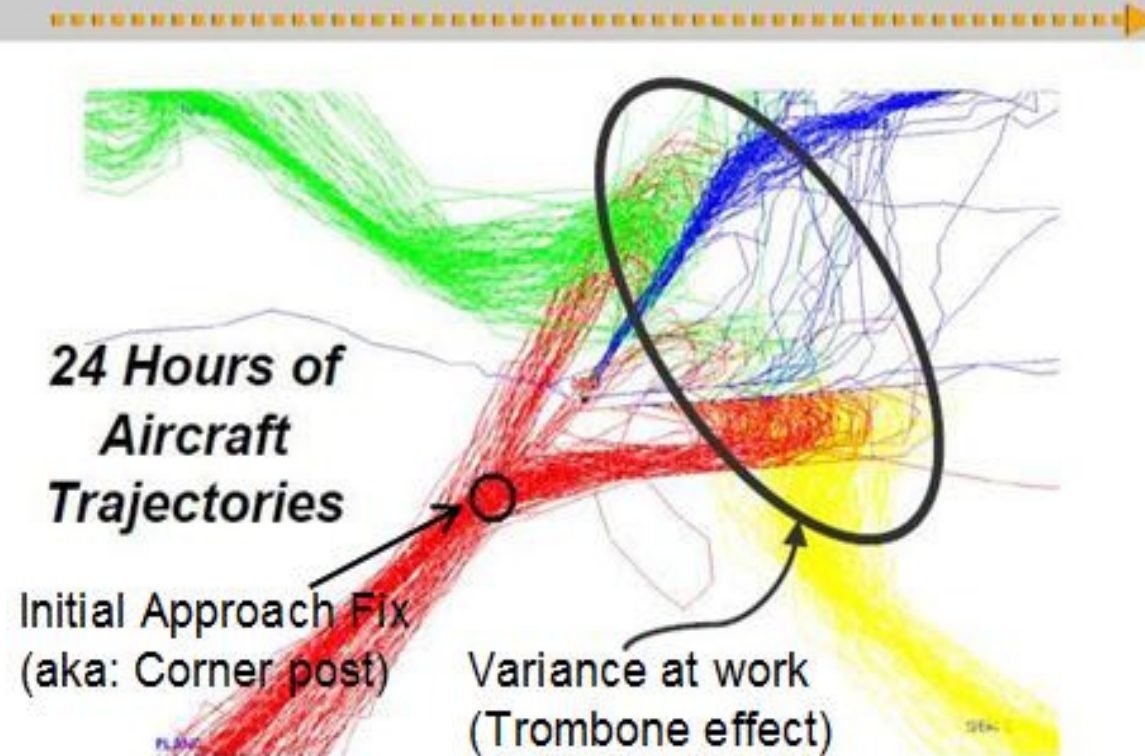 24 Hours of
Aircraft
Trajectories
Initial Approach Fix
(aka: Corner post)
Variance at work
(Trombone effect)